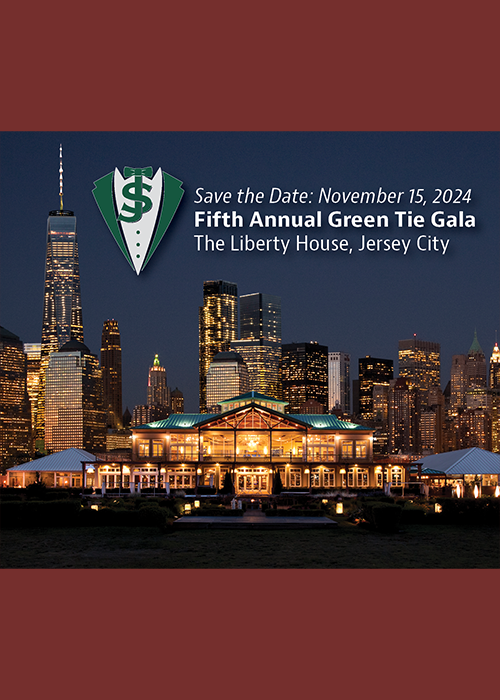 Save the Date: November 15, 2024
Fifth Annual Green Tie Gala
The Liberty House, Jersey City